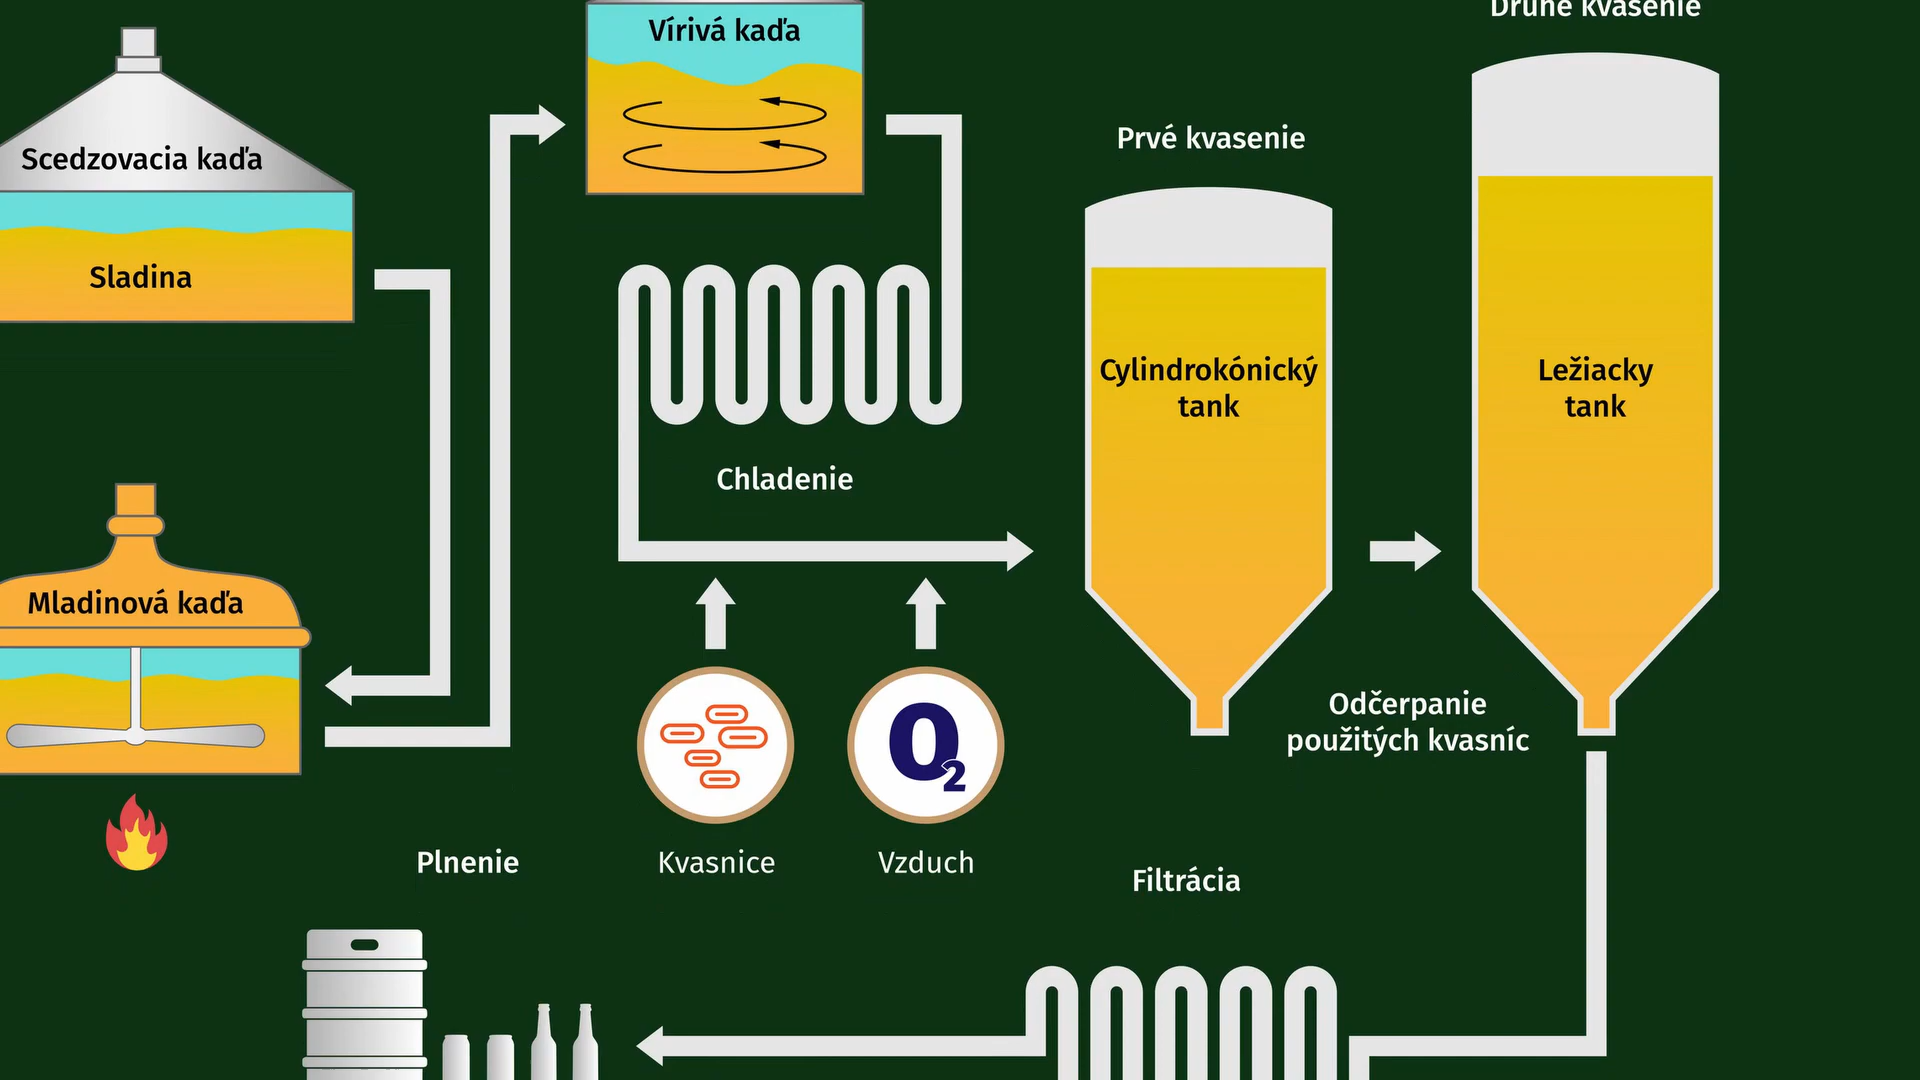 Druhé kvasenie
Vírivá kaďa
Prvé kvasenie
Scedzovacia kaďa
Sladina
Cylindrokónický
tank
Ležiacky
tank
Chladenie
Mladinová kaďa
Odčerpanie
použitých kvasníc
O2
Plnenie
Kvasnice
Vzduch
Filtrácia